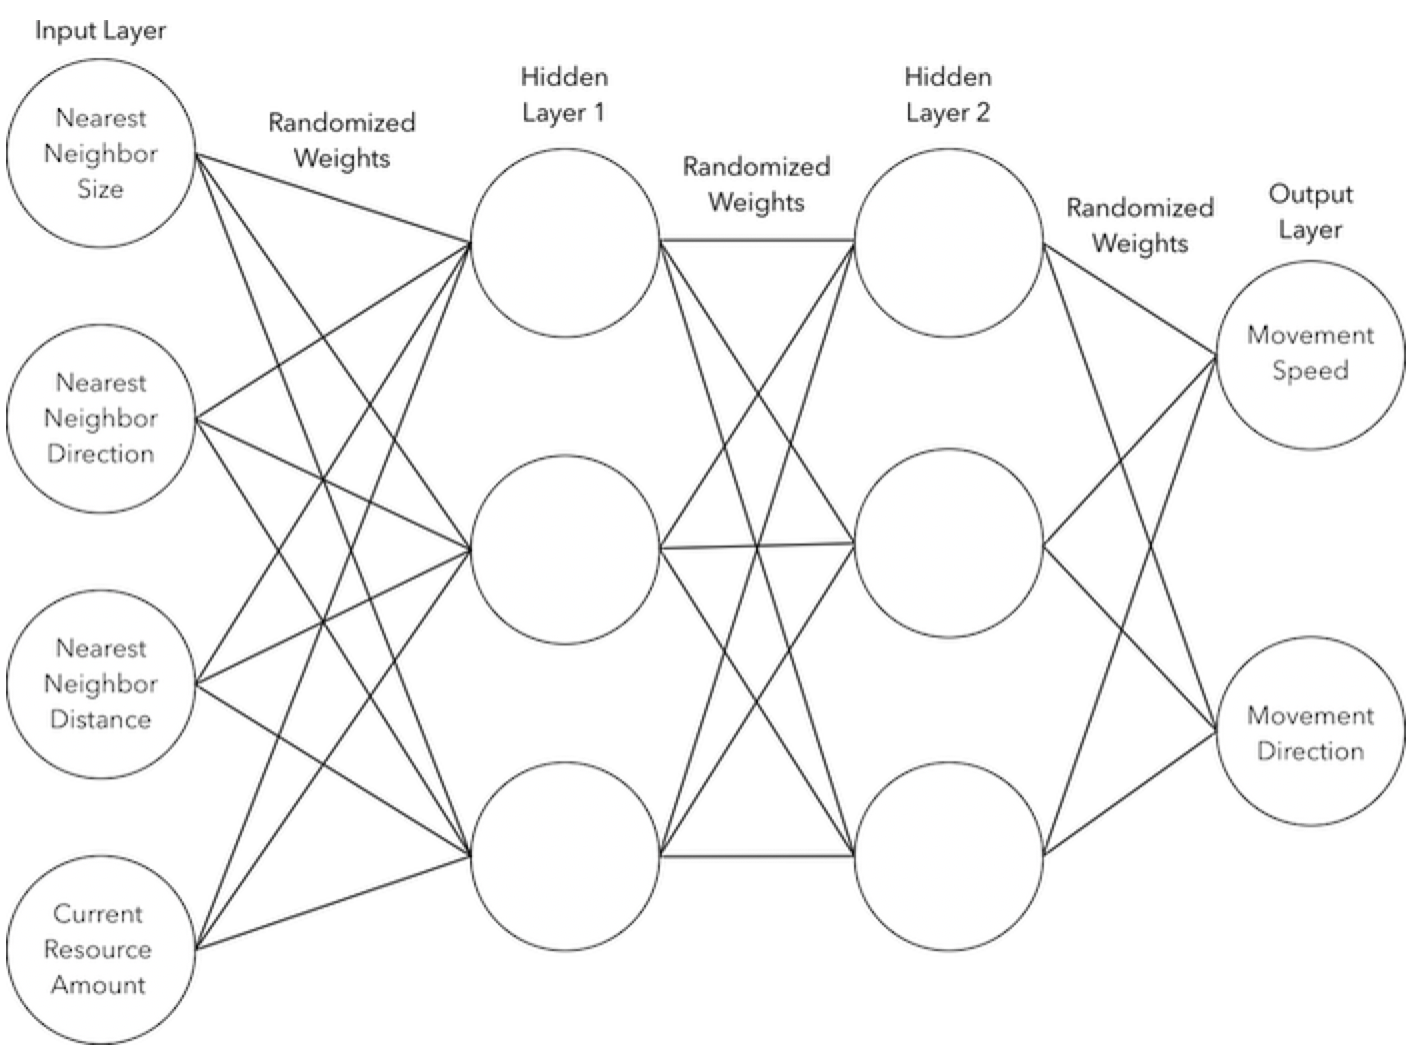 Input Layer
Nearest
Neighbor
Size
Nearest
Neighbor
Direction
Nearest
Neighbor
Distance
Current
Resource
Amount
Randomized
Weights
Hidden
Layer 1
Randomized
Weights
Hidden
Layer 2
Randomized
Weights
Output
Layer
Movement
Speed
Movement
Direction